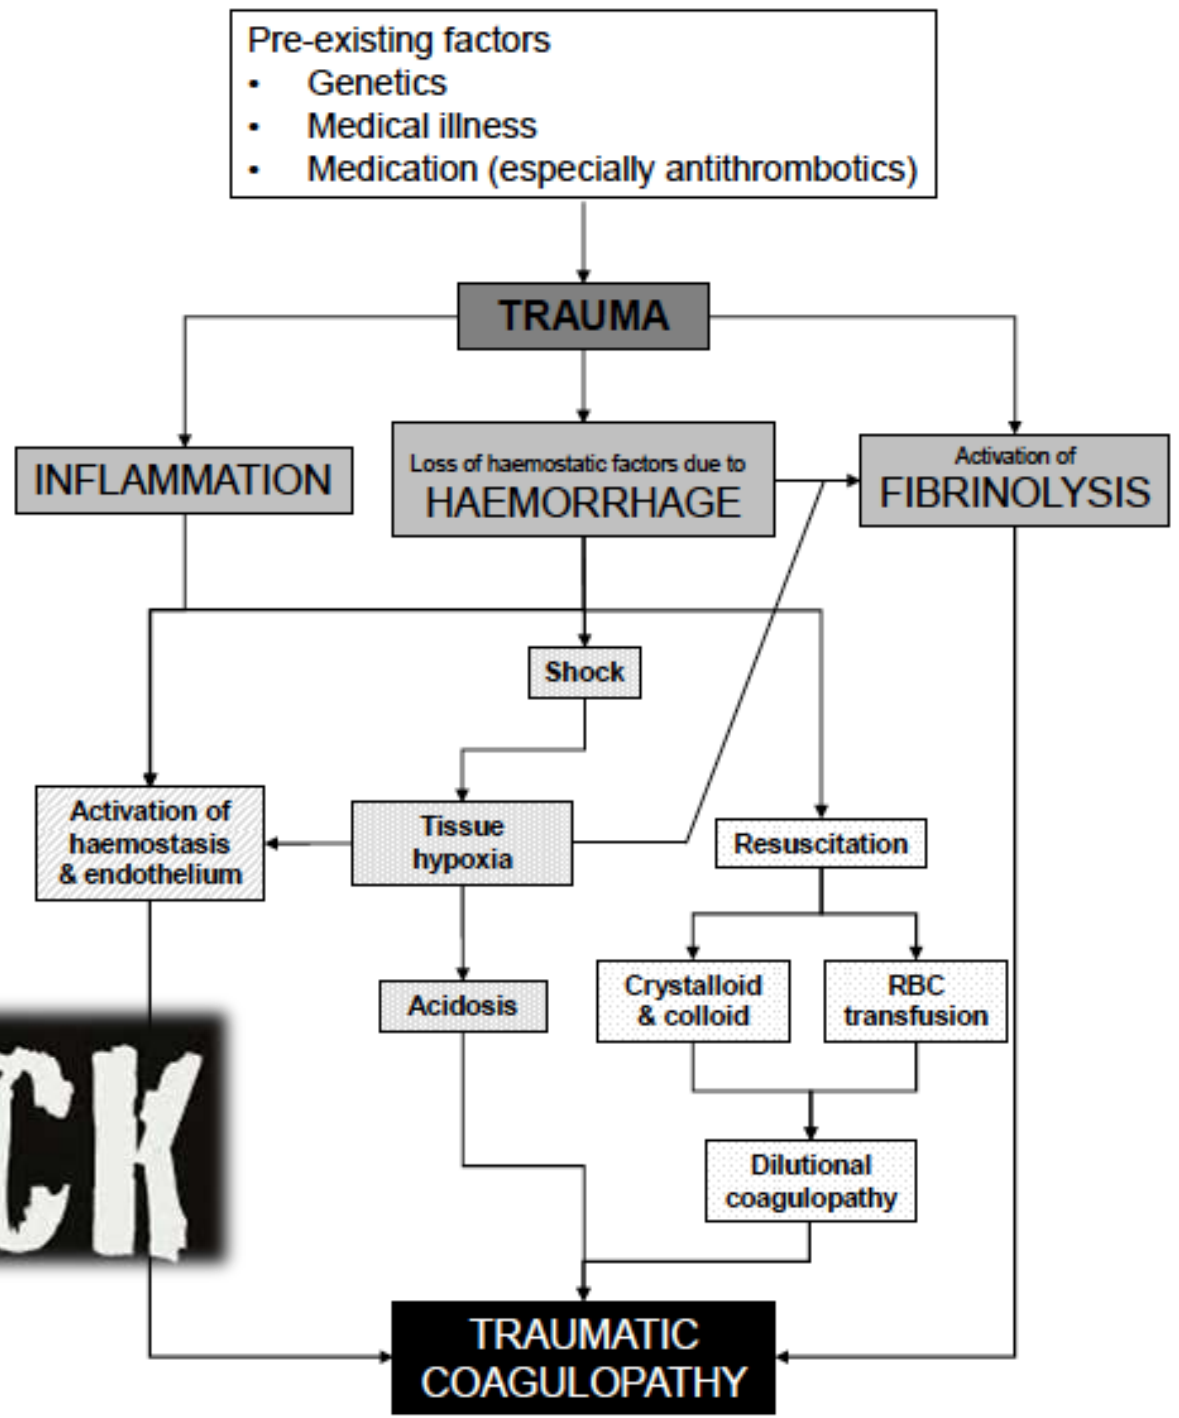 Pre-existing factors
• Genetics
• Medical illness
• Medication (especially antithrombotics)
TRAUMA
INFLAMMATION
Loss of haemostatic factors due to
HAEMORRHAGE
Activation of
FIBRINOLYSIS
Shock
Activation of
haemostasis
& endothelium
Tissue
hypoxia
Resuscitation
Acidosis
Crystalloid
& colloid
RBC
transfusion
CK
Dilutional
coagulopathy
TRAUMATIC
COAGULOPATHY